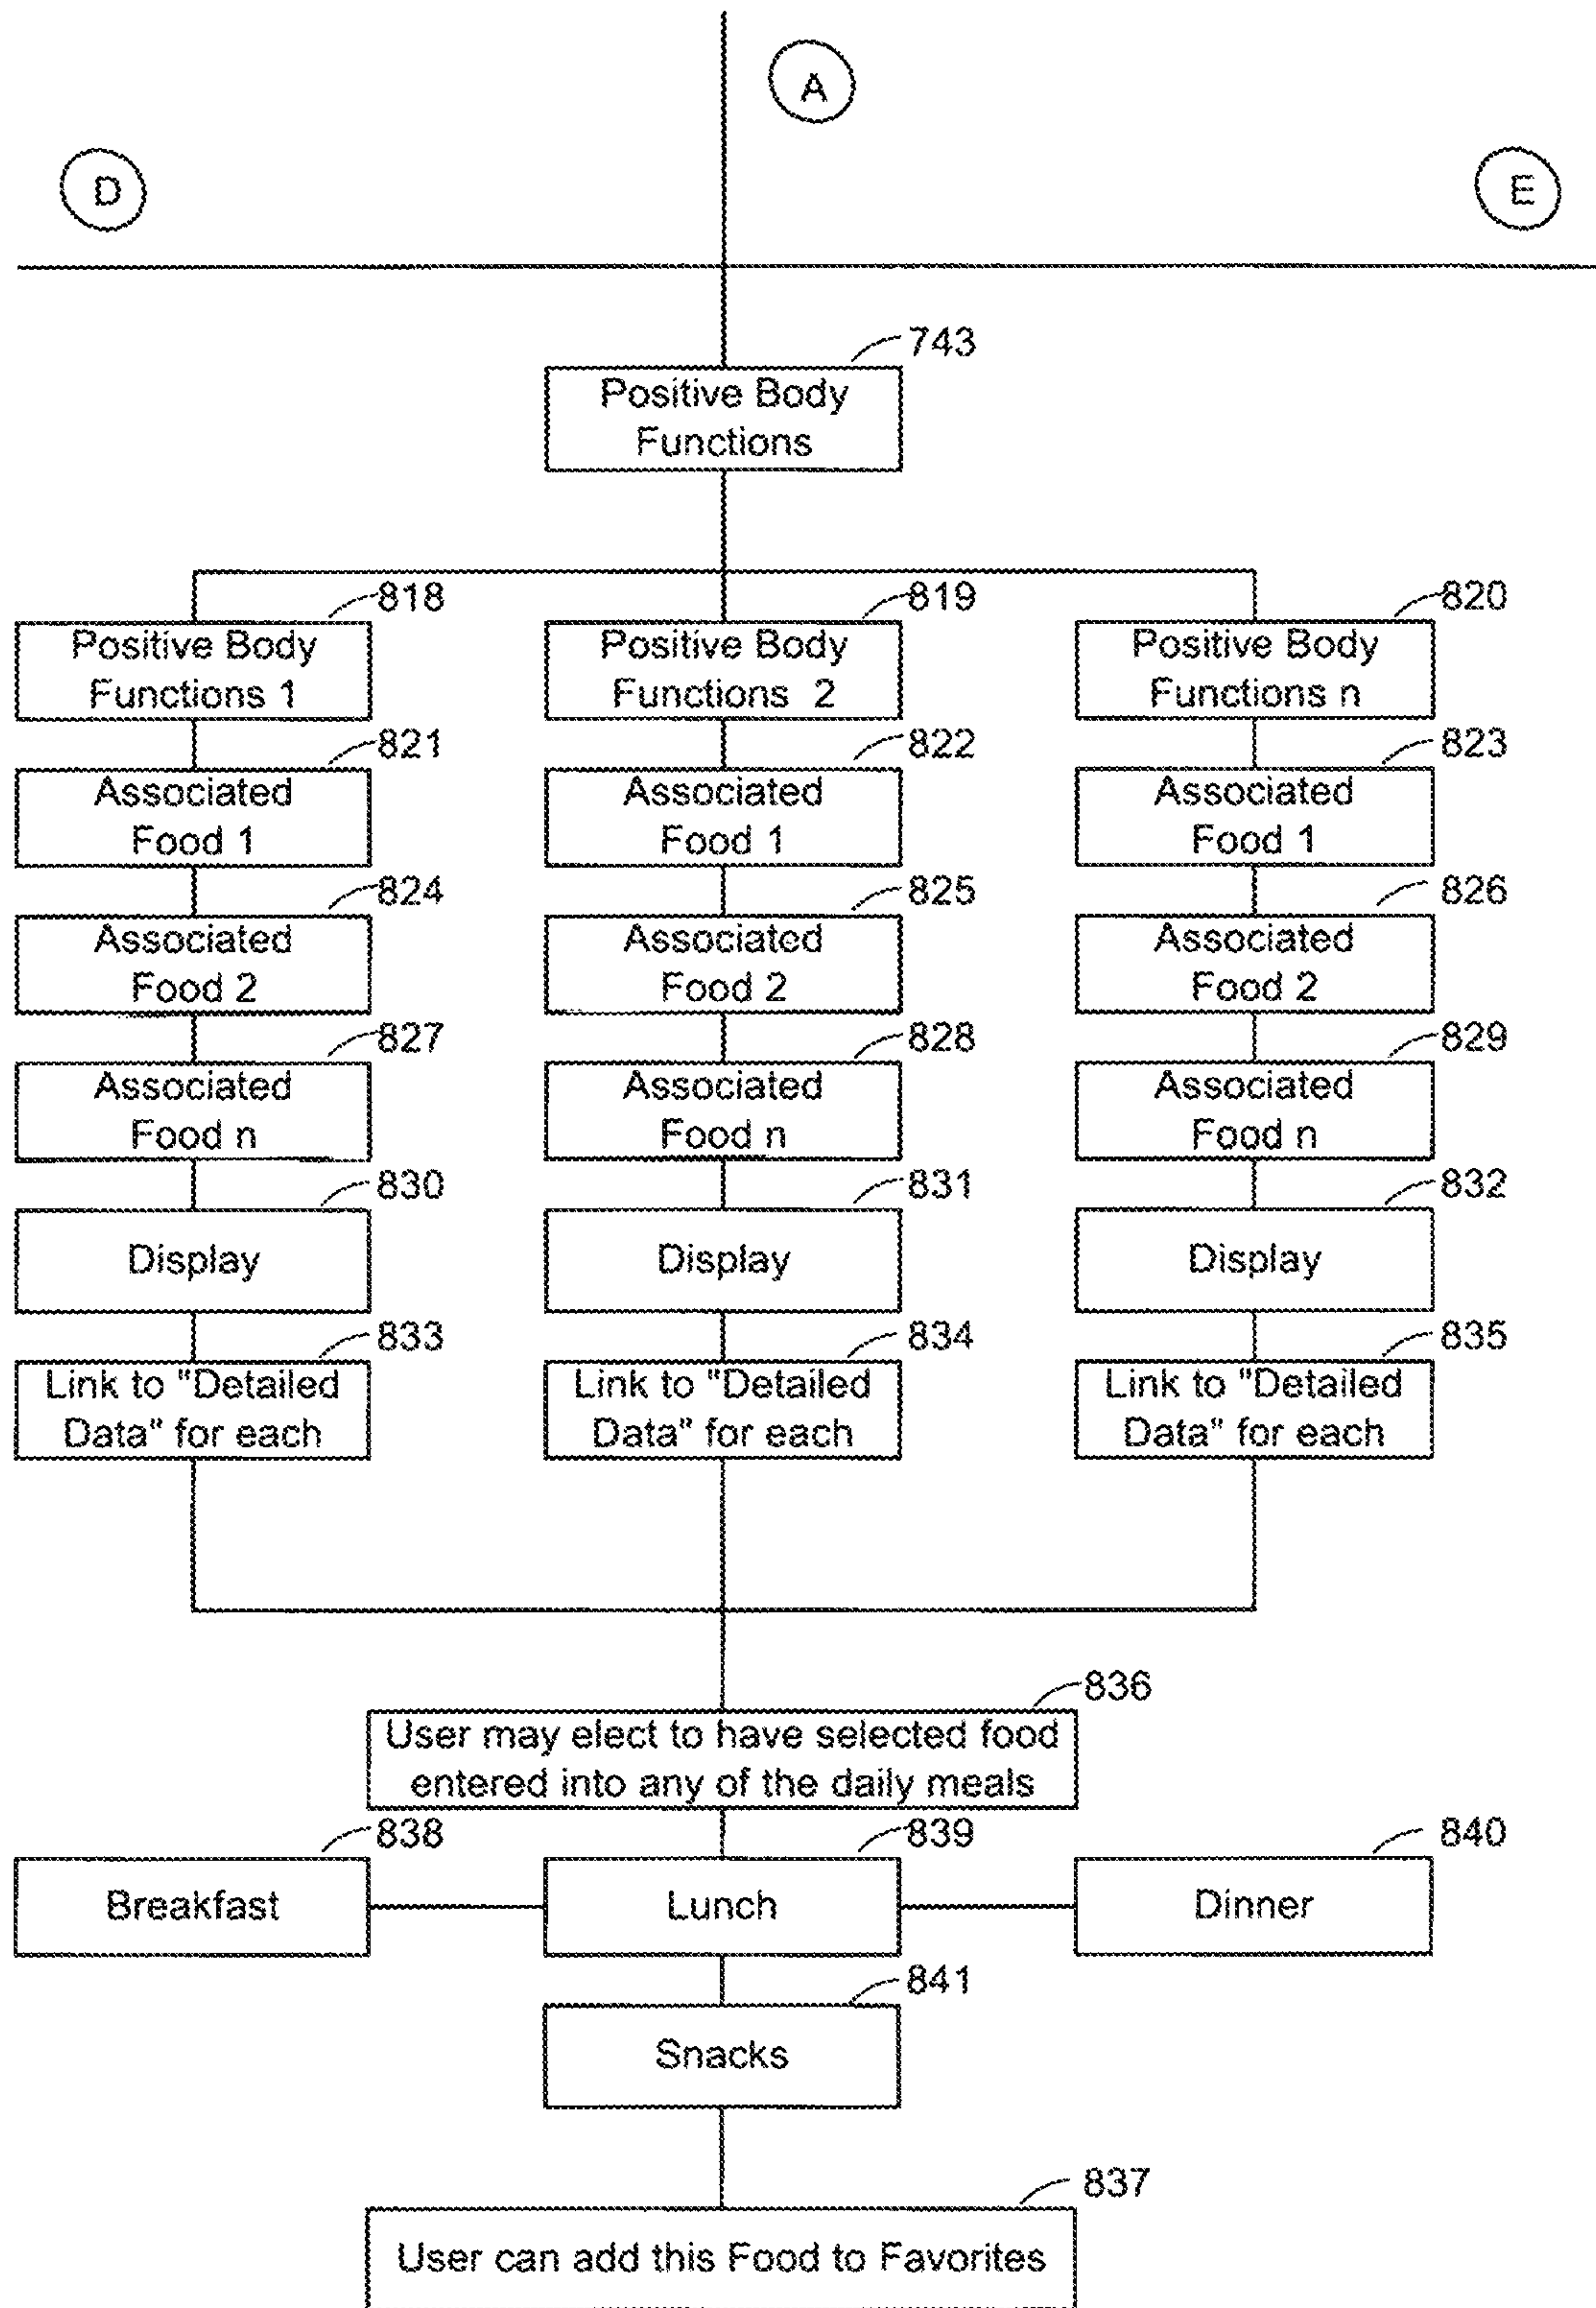 A
D
E
743
Positive Body
Functions
818
819
820
Positive Body
Functions 1
Positive Body
Functions 2
Positive Body
Functions n
821
822
823
Associated
Food 1
Associated
Food 1
Associated
Food 1
824
825
826
Associated
Food 2
Associated
Food 2
Associated
Food 2
827
828
829
Associated
Food n
Associated
Food n
Associated
Food n
830
831
832
Display
Display
Display
833
834
835
Link to "Detailed
Data" for each
Link to "Detailed
Data" for each
Link to "Detailed
Data" for each
836
User may elect to have selected food
entered into any of the daily meals
838
839
840
Breakfast
Lunch
Dinner
841
Snacks
837
User can add this Food to Favorites